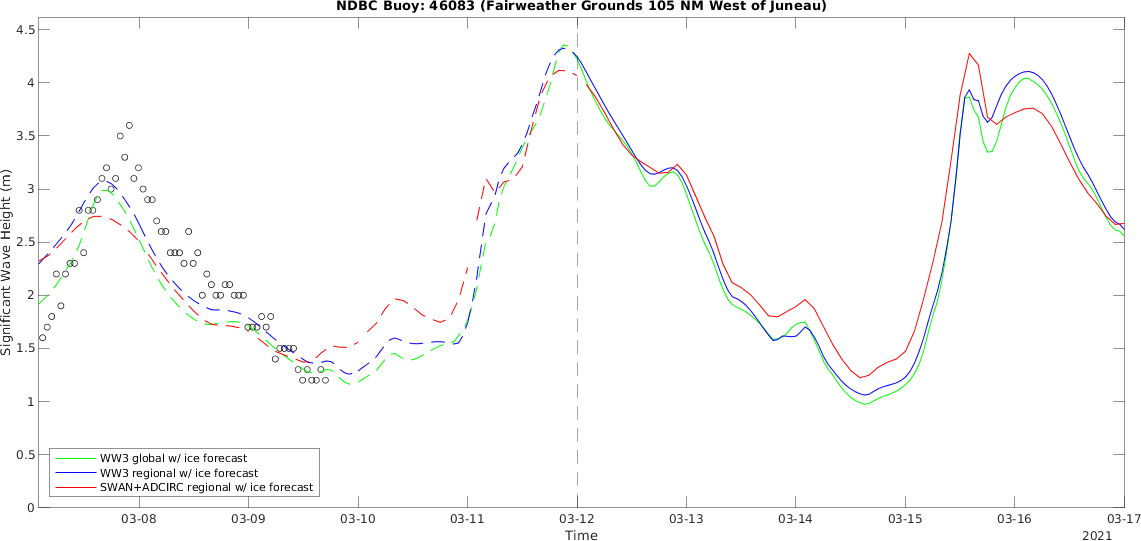 NDBC Buoy: 46083 (Fairweather Grounds 105 NM West of Juneau)
4.5
4
3.5
3
2.5
2
1.5
1
0.5
0
Significant Wave Height (m)
WW3 global w/ ice forecast
WW3 regional w/ ice forecast
SWAN+ADCIRC regional w/ ice forecast
03-08 03-09 03-10 03-11 03-12 03-13 03-14 03-15 03-16 03-17
Time
2021